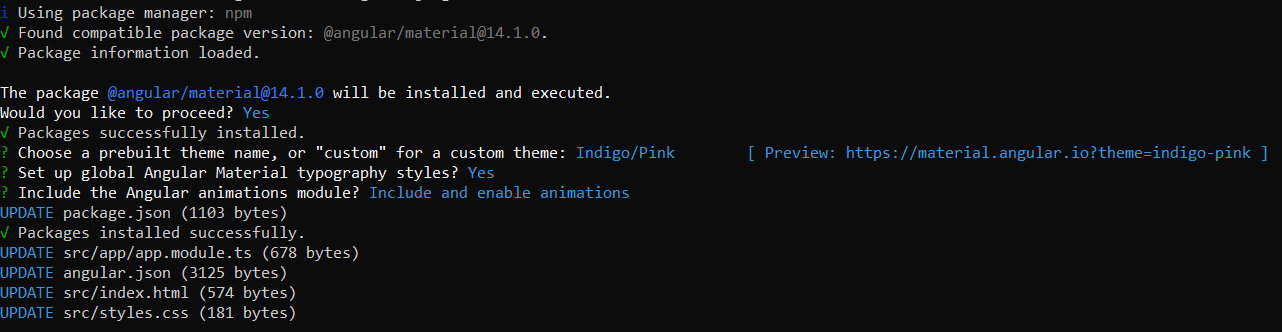 i Using package manager: npm
√ Found compatible package version: @angular/material@14.1.0.
√ Package information loaded.
The package @angular/material@14.1.0 will be installed and executed.
Would you like to proceed? Yes
√ Packages successfully installed.
? Choose a prebuilt theme name, or "custom" for a custom theme: Indigo/Pink [ Preview: https://material.angular.io?theme=indigo-pink ]
? Set up global Angular Material typography styles? Yes
? Include the Angular animations module? Include and enable animations
UPDATE package.json (1103 bytes)
√ Packages installed successfully.
UPDATE src/app/app.module.ts (678 bytes)
UPDATE angular.json (3125 bytes)
UPDATE src/index.html (574 bytes)
UPDATE src/styles.css (181 bytes)